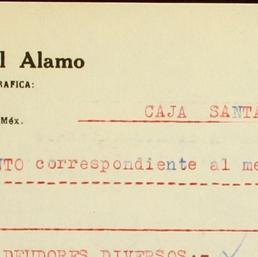 l Alamo
RAFICA:
CAJA SANTA
Méx.
NTO correspondiente al me
DEUDORES DIVERSOS:-